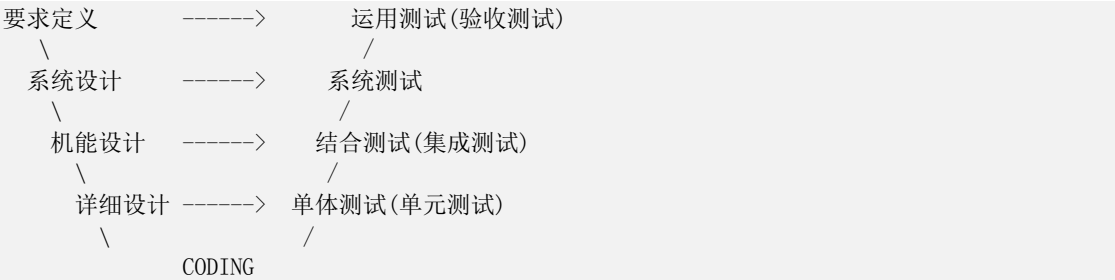 要求定义 ------> 运用测试(验收测试)
\ /
系统设计 ------> 系统测试
\ /
机能设计 ------> 结合测试(集成测试)
\ /
详细设计 ------> 单体测试(单元测试)
\ /
CODING